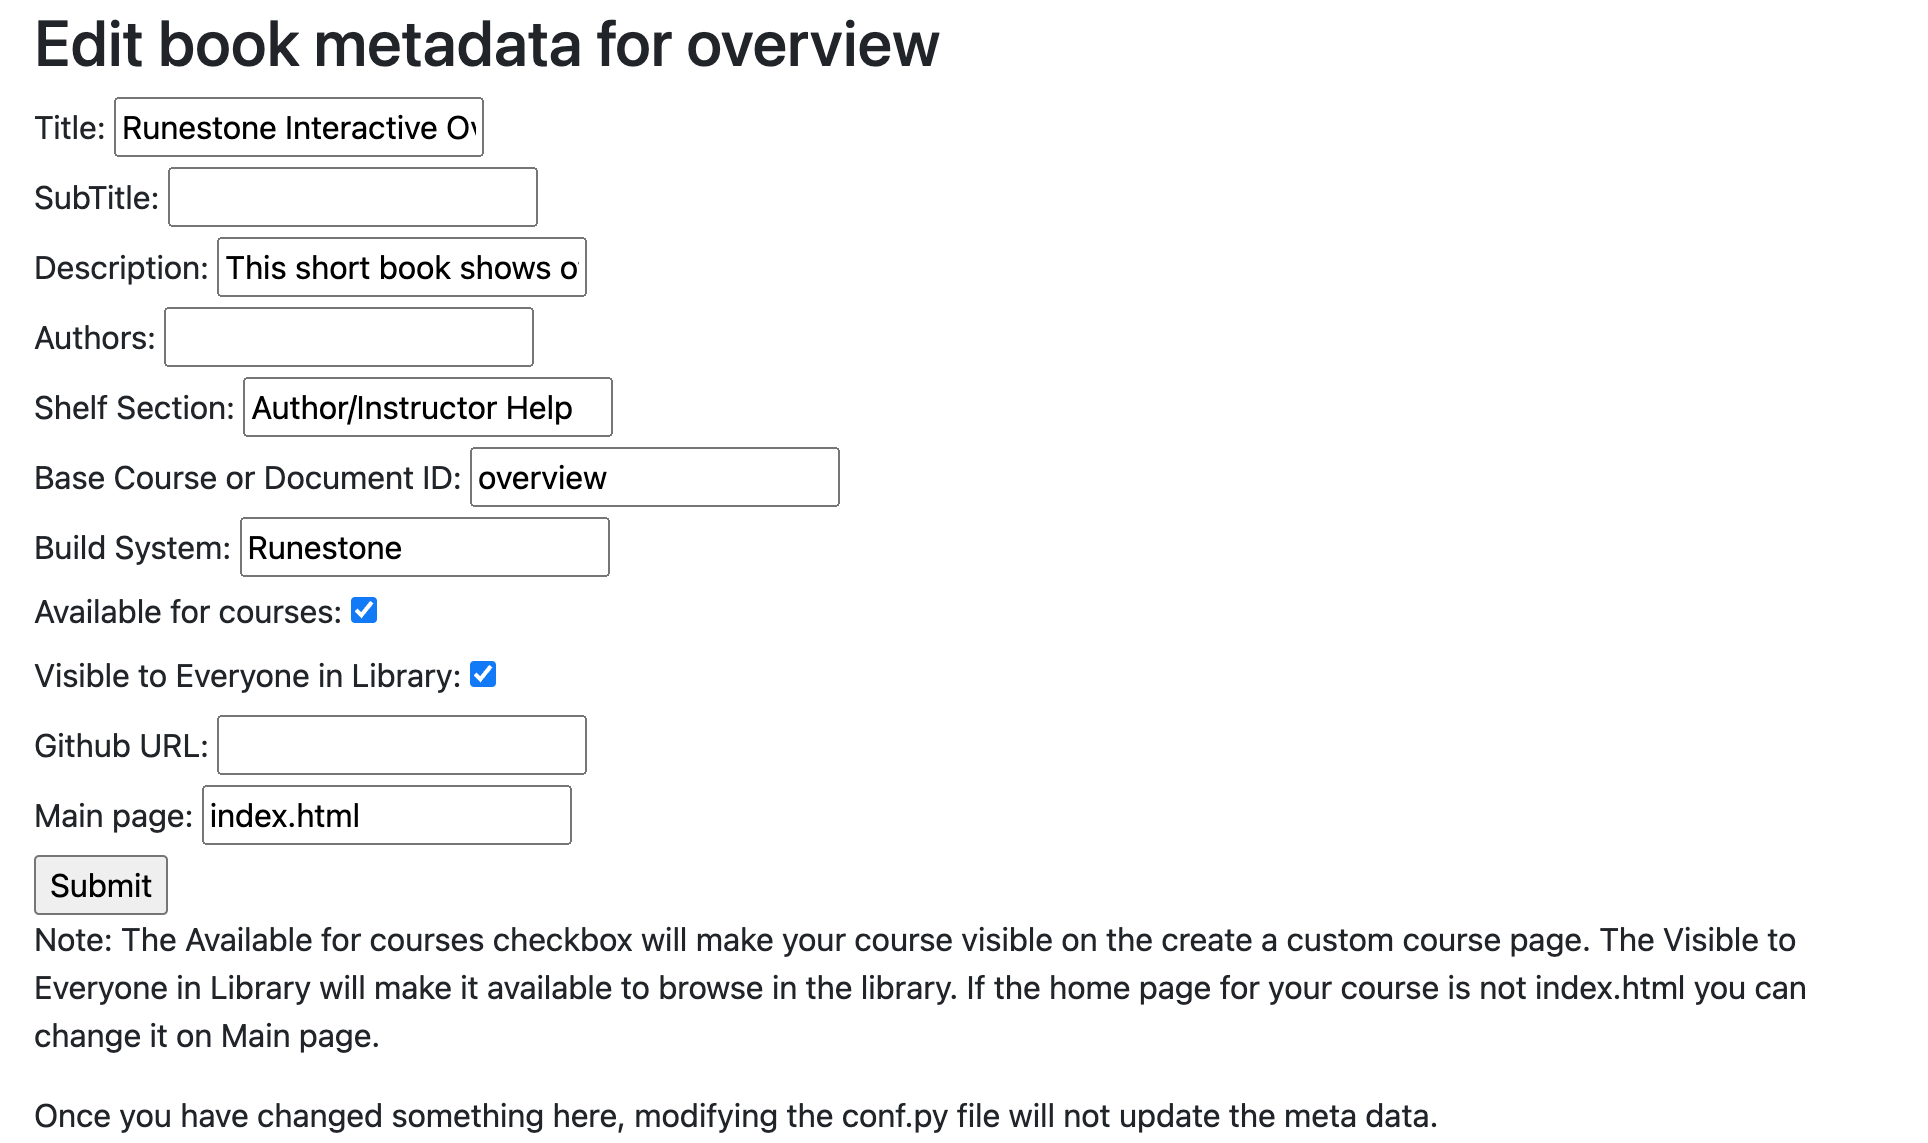 Edit book metadata for overview
Title: Runestone Interactive
SubTitle:
Description: This short book shows
Authors:
Shelf Section: Author/Instructor Help
Base Course or Document ID: overview
Build System: Runestone
Available for courses:
Visible to Everyone in Library:
Github URL:
Main page: index.html
Submit
Note: The Available for courses checkbox will make your course visible on the create a custom course page. The Visible to
Everyone in Library will make it available to browse in the library. If the home page for your course is not index.html you can
change it on Main page.
Once you have changed something here, modifying the conf.py file will not update the meta data.